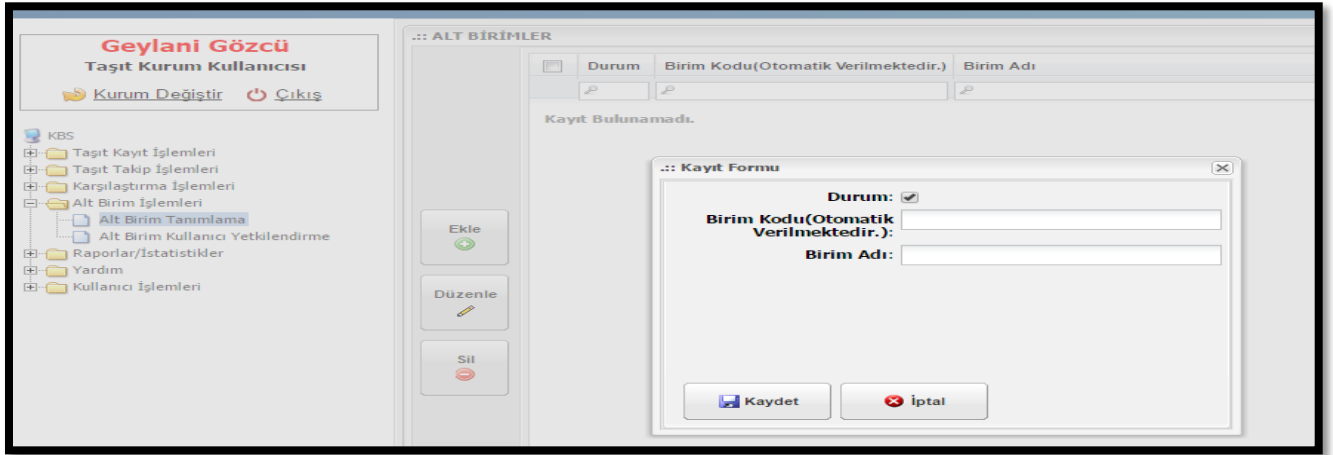 Geylani Gözcü
Taşıt Kurum Kullanıcısı
Kurum Değiştir Çıkış
KBS
Taşıt Kayıt İşlemleri
Taşıt Takip İşlemleri
Karşılaştırma İşlemleri
Alt Birim İşlemleri
Alt Birim Tanımlama
Alt Birim Kullanıcı Yetkilendirme
Raporlar/İstatistikler
Yardım
Kullanıcı İşlemleri
.:: ALT BİRİMLER
Durum Birim Kodu(Otomatik Verilmektedir.) Birim Adı
Kayıt Bulunamadı.
Ekle
Düzenle
Sil
.:: Kayıt Formu
Durum:
Birim Kodu(Otomatik
Verilmektedir.):
Birim Adı:
Kaydet İptal